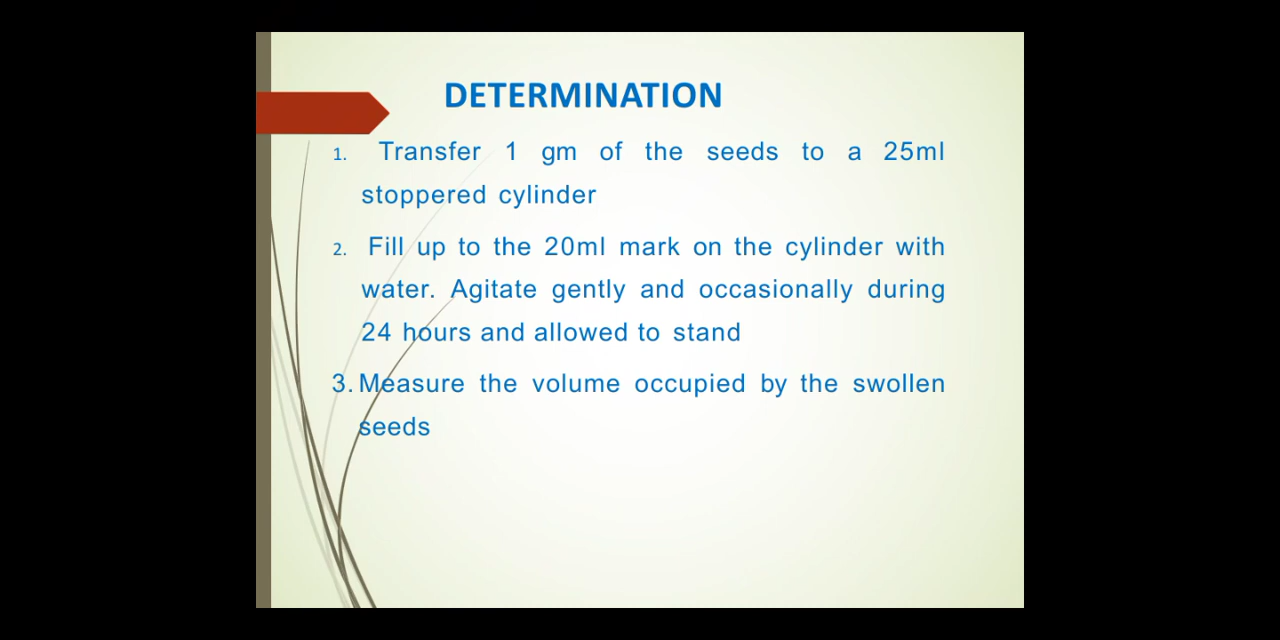 DETERMINATION
1. Transfer 1 gm of the seeds to a 25ml
stoppered cylinder
2. Fill up to the 20ml mark on the cylinder with
water. Agitate gently and occasionally during
24 hours and allowed to stand
3. Measure the volume occupied by the swollen
seeds